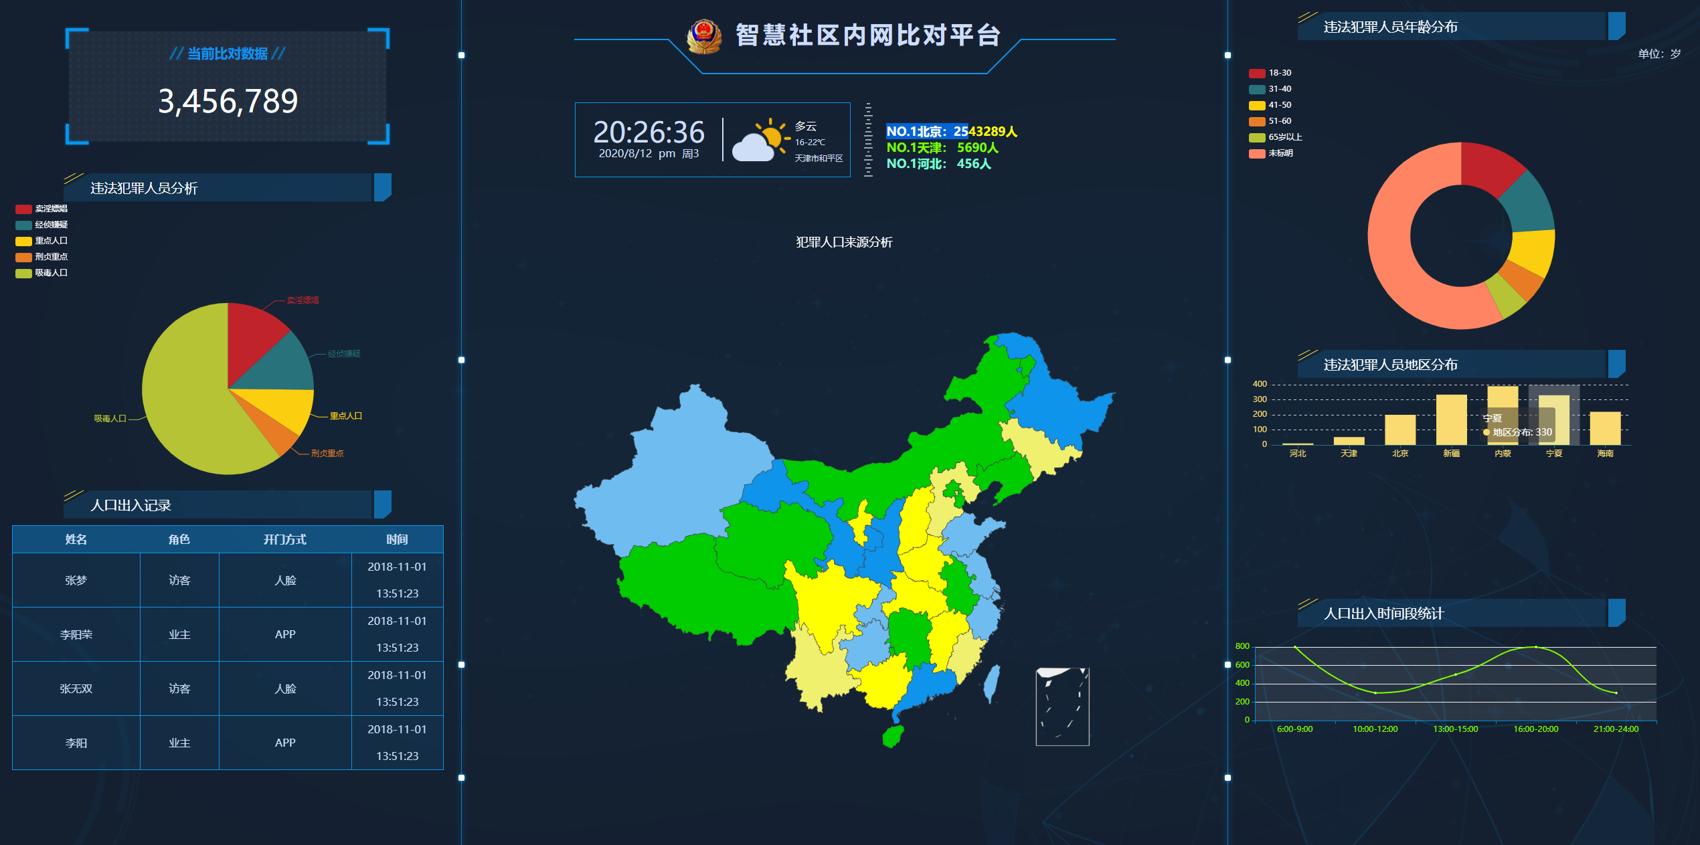 // 当前比对数据 //
3,456,789
违法犯罪人员分析
卖淫嫖娼
经侦嫌疑
重点人口
刑贞重点
吸毒人口
卖淫嫖娼
经侦嫌疑
重点人口
刑贞重点
吸毒人口
人口出入记录
姓名 角色 开门方式 时间
张梦 访客 人脸 2018-11-01 13:51:23
李阳荣 业主 APP 2018-11-01 13:51:23
张无双 访客 人脸 2018-11-01 13:51:23
李阳 业主 APP 2018-11-01 13:51:23
智慧社区内网比对平台
20:26:36
2020/8/12 pm 周3
多云
16-22℃
天津市和平区
NO.1北京：2543289人
NO.1天津： 5690人
NO.1河北： 456人
犯罪人口来源分析
违法犯罪人员年龄分布
单位：岁
18-30
31-40
41-50
51-60
65岁以上
未标明
违法犯罪人员地区分布
400
300
200
100
0
宁夏
地区分布: 330
河北 天津 北京 新疆 内蒙 宁夏 海南
人口出入时间段统计
800
600
400
200
0
6:00-9:00 10:00-12:00 13:00-15:00 16:00-20:00 21:00-24:00